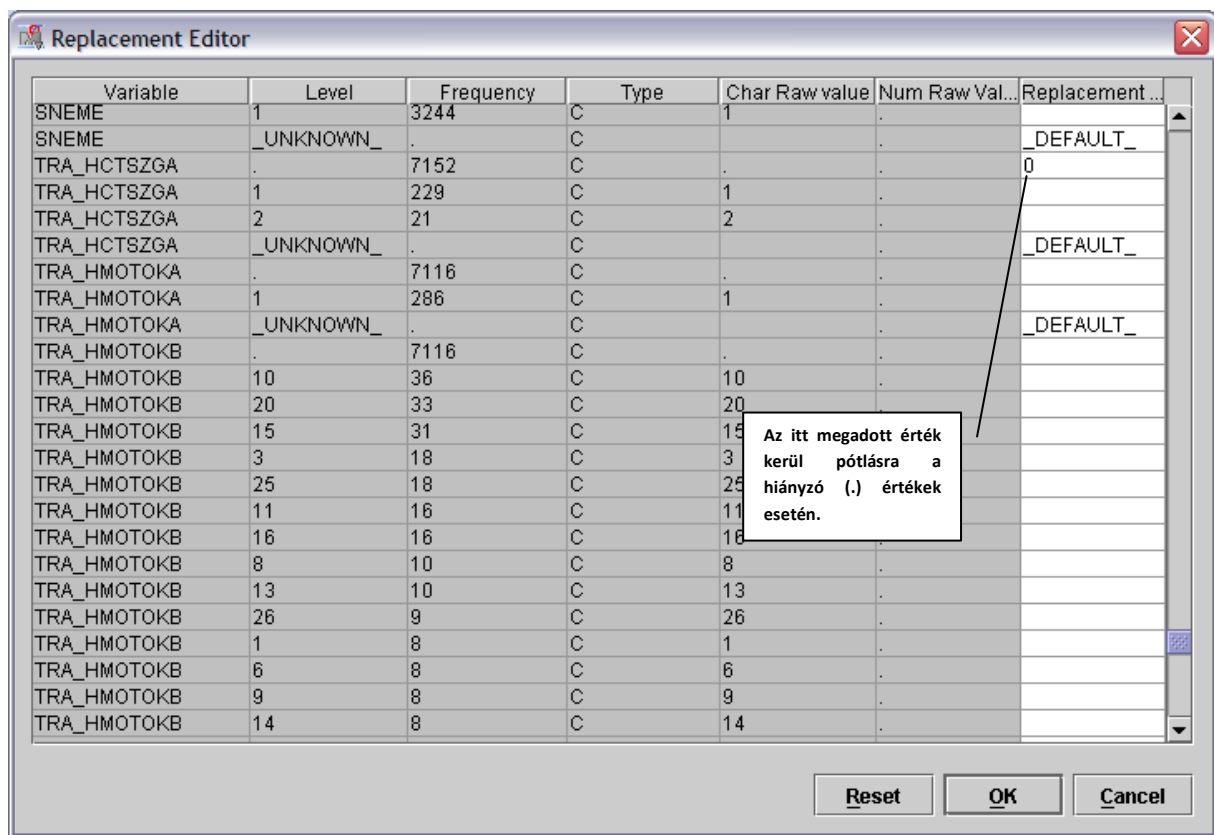 Replacement Editor
Variable Level Frequency Type Char Raw value Num Raw Val... Replacement ...
SNEME 1 3244 C 1 .
SNEME _UNKNOWN_ . C . _DEFAULT_
TRA_HCTSZGA . 7152 C . . 0
TRA_HCTSZGA 1 229 C 1 .
TRA_HCTSZGA 2 21 C 2 .
TRA_HCTSZGA _UNKNOWN_ . C . _DEFAULT_
TRA_HMOTOKA . 7116 C . .
TRA_HMOTOKA 1 286 C 1 .
TRA_HMOTOKA _UNKNOWN_ . C . _DEFAULT_
TRA_HMOTOKB . 7116 C . .
TRA_HMOTOKB 10 36 C 10 .
TRA_HMOTOKB 20 33 C 20 .
TRA_HMOTOKB 15 31 C 15
TRA_HMOTOKB 3 18 C 3
TRA_HMOTOKB 25 18 C 25
TRA_HMOTOKB 11 16 C 11
TRA_HMOTOKB 16 16 C 16
TRA_HMOTOKB 8 10 C 8 .
TRA_HMOTOKB 13 10 C 13 .
TRA_HMOTOKB 26 9 C 26 .
TRA_HMOTOKB 1 8 C 1 .
TRA_HMOTOKB 6 8 C 6 .
TRA_HMOTOKB 9 8 C 9 .
TRA_HMOTOKB 14 8 C 14 .
Az itt megadott érték
kerül pótlásra a
hiányzó (.) értékek
esetén.
Reset OK Cancel